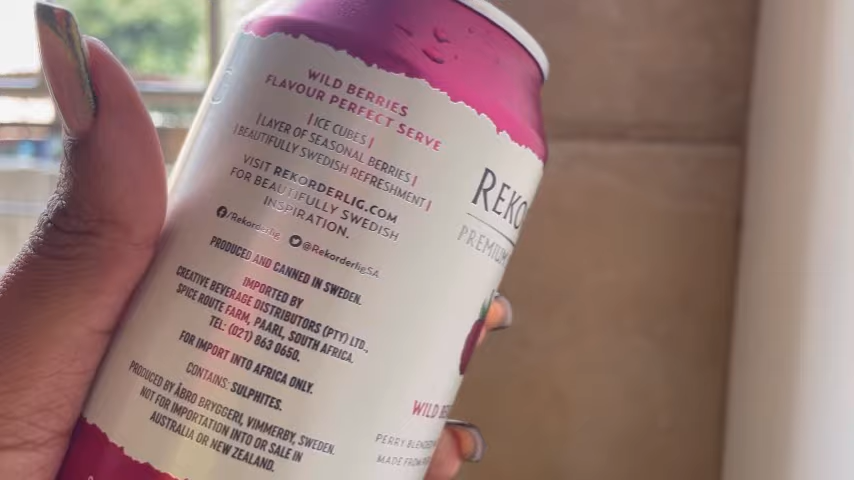 WILD BERRIES
FLAVOUR PERFECT SERVE
| ICE CUBES |
| LAYER OF SEASONAL BERRIES |
| BEAUTIFULLY SWEDISH REFRESHMENT |
VISIT REKORDERLIG.COM
FOR BEAUTIFULLY SWEDISH
INSPIRATION.
/Rekorderlig @RekorderligSA
PRODUCED AND CANNED IN SWEDEN.
IMPORTED BY
CREATIVE BEVERAGE DISTRIBUTORS (PTY) LTD,
SPICE ROUTE FARM, PAARL, SOUTH AFRICA.
TEL: (021) 863 0650.
FOR IMPORT INTO AFRICA ONLY.
CONTAINS: SULPHITES.
PRODUCED BY ÅBRO BRYGGERI, VIMMERBY, SWEDEN.
NOT FOR IMPORTATION INTO OR SALE IN
AUSTRALIA OR NEW ZEALAND.
REKO
PREMIUM
WILD BE
PERRY BLENDED
MADE FROM